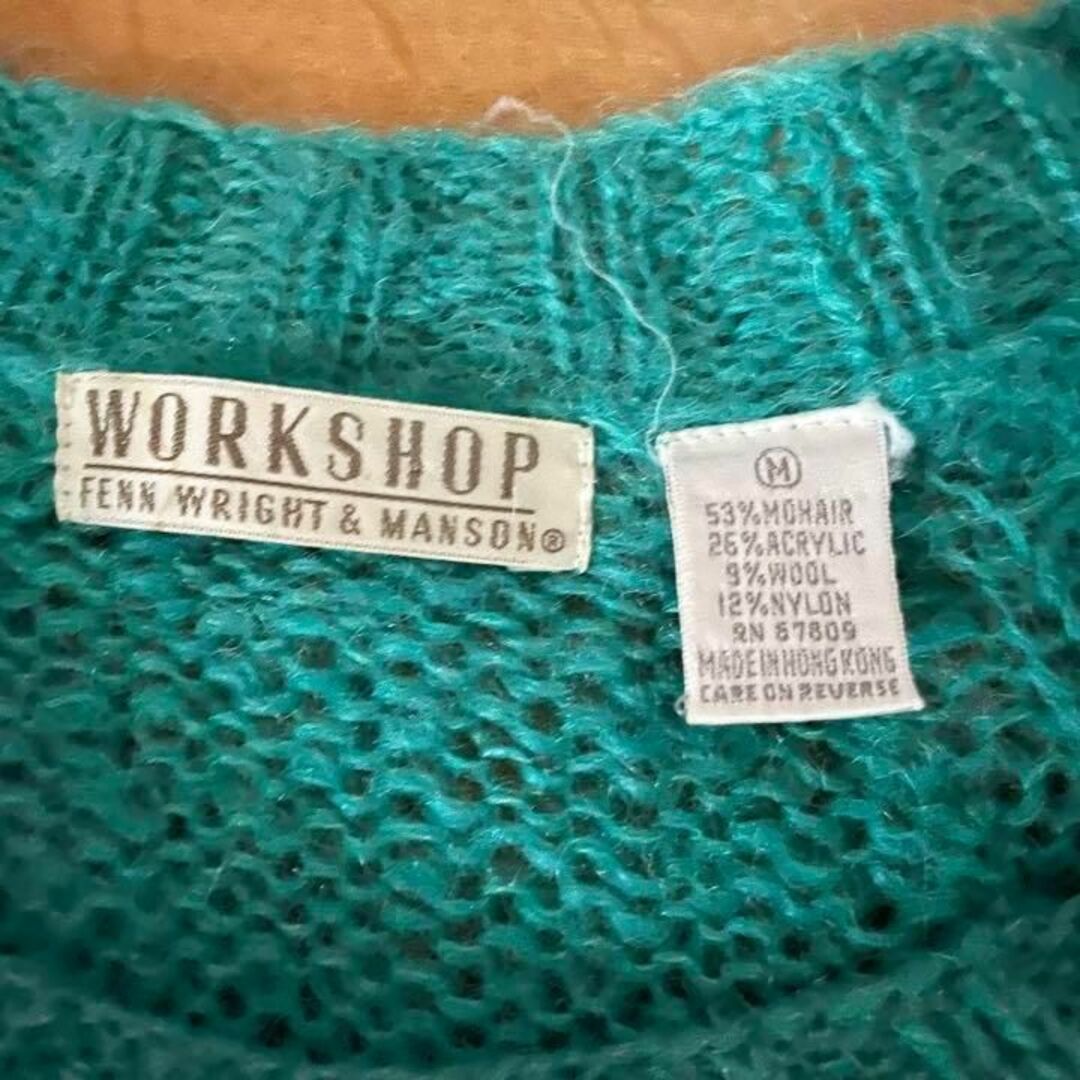 WORKSHOP
FENN WRIGHT & MANSON®
M
53%MOHAIR
26%ACRYLIC
9%WOOL
12%NYLON
RN 67809
MADE IN HONG KONG
CARE ON REVERSE